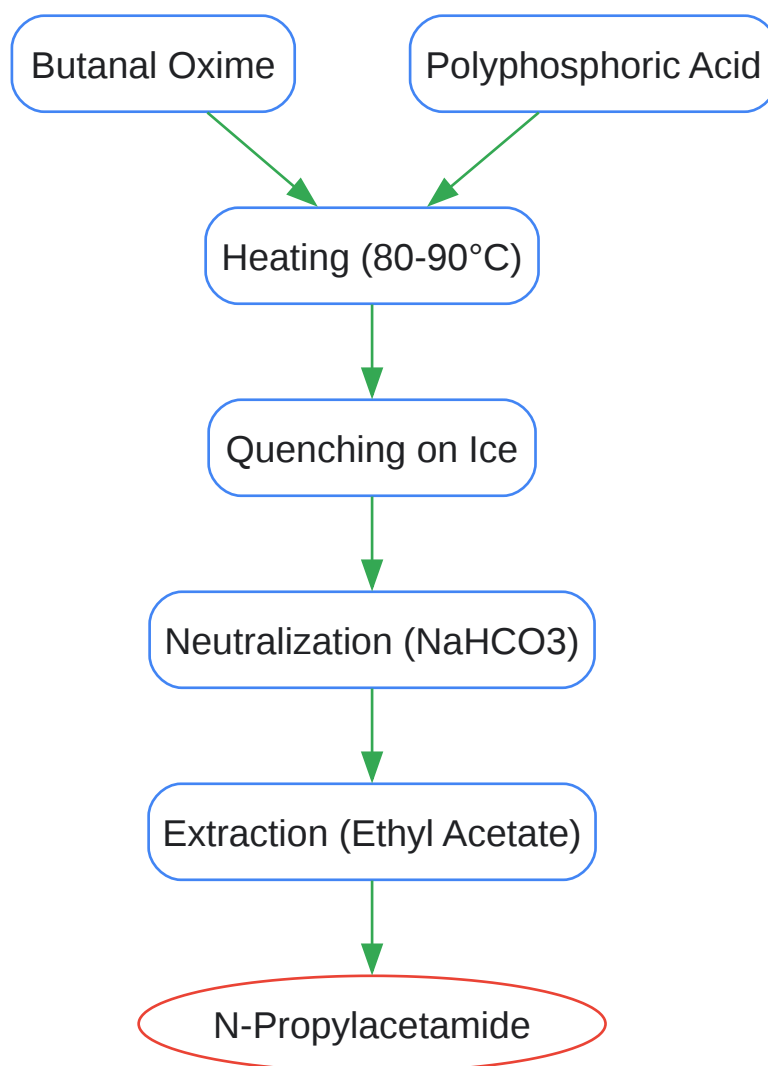 Butanal Oxime
Polyphosphoric Acid
Heating (80-90°C)
Quenching on Ice
Neutralization (NaHCO3)
Extraction (Ethyl Acetate)
N-Propylacetamide